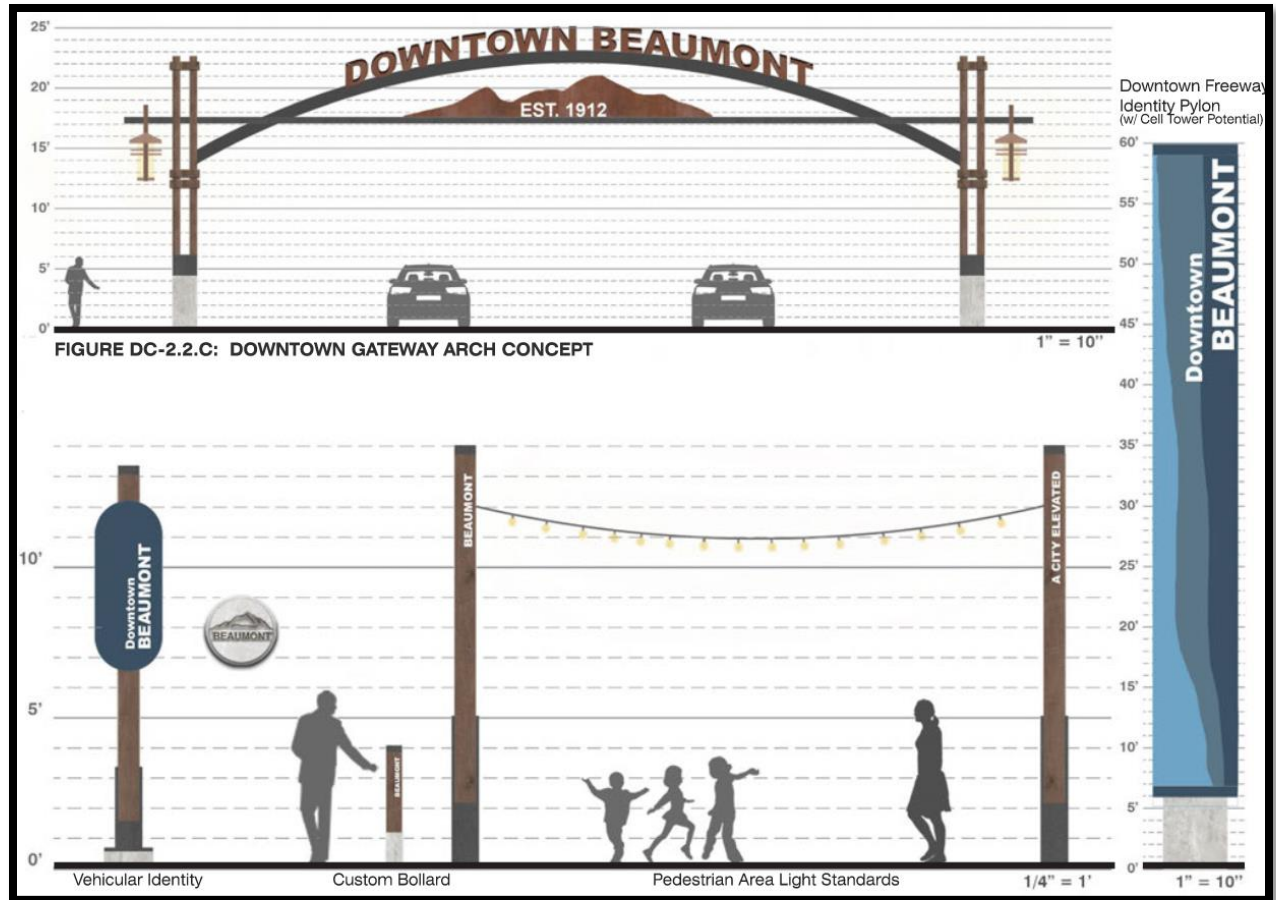 25'
20'
15'
10'
5'
0'
DOWNTOWN BEAUMONT
EST. 1912
FIGURE DC-2.2.C: DOWNTOWN GATEWAY ARCH CONCEPT
1" = 10"
Downtown Freeway
Identity Pylon
(w/ Cell Tower Potential)
60'
55'
50'
45'
40'
35'
30'
25'
20'
15'
10'
5'
0'
Downtown
BEAUMONT
1" = 10"
10'
5'
0'
Downtown
BEAUMONT
BEAUMONT
BEAUMONT
BEAUMONT
A CITY ELEVATED
Vehicular Identity
Custom Bollard
Pedestrian Area Light Standards
1/4" = 1'